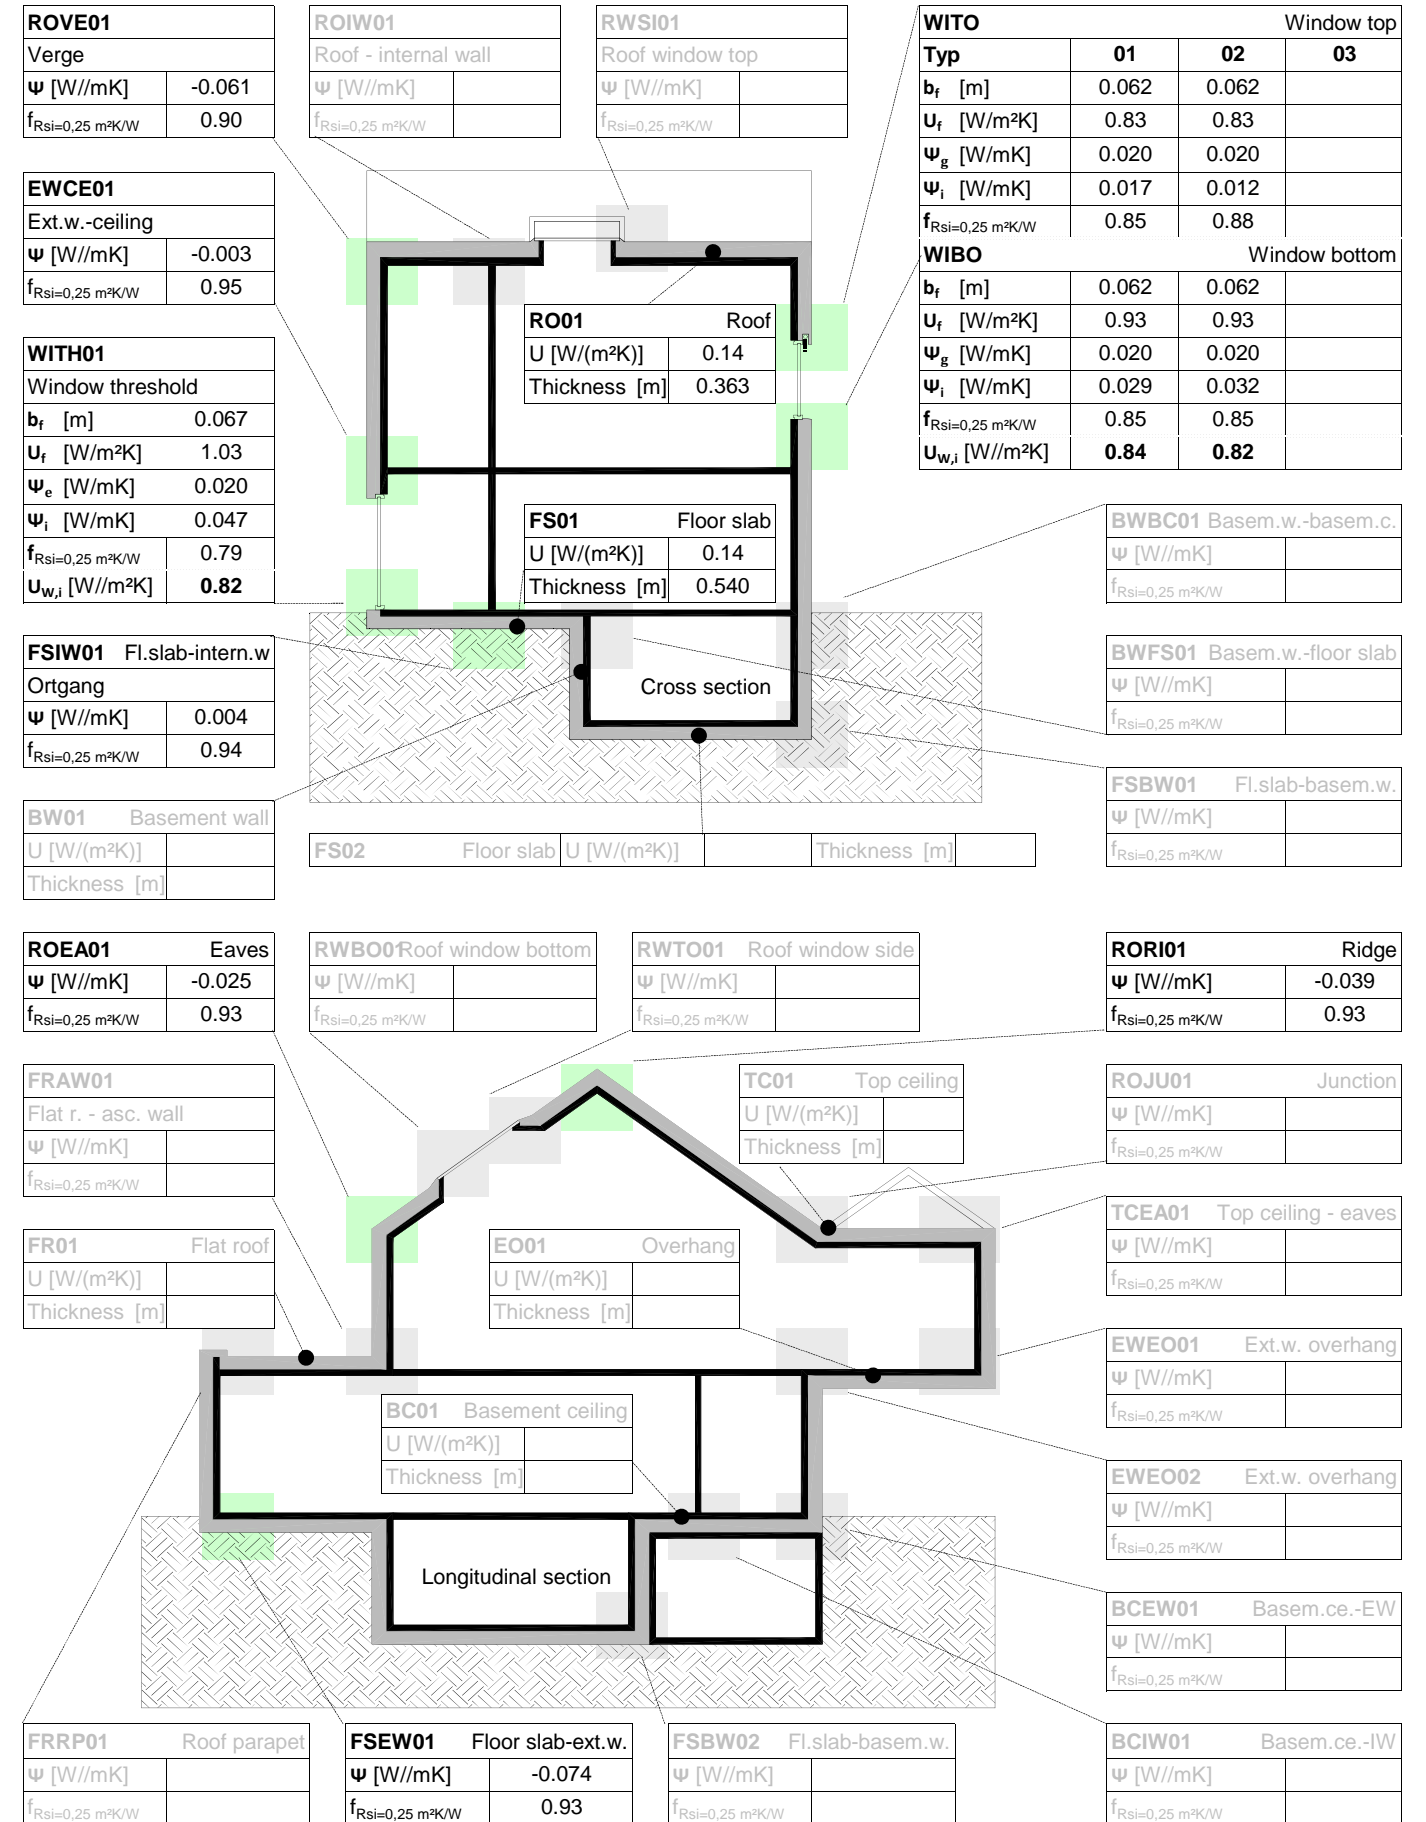 ROVE01
Verge
Ψ [W//mK] -0.061
fRsi=0,25 m²K/W 0.90
ROIW01
Roof - internal wall
Ψ [W//mK]
fRsi=0,25 m²K/W
RWSI01
Roof window top
Ψ [W//mK]
fRsi=0,25 m²K/W
WITO Window top
Typ 01 02 03
bf [m] 0.062 0.062
Uf [W/m²K] 0.83 0.83
Ψg [W/mK] 0.020 0.020
Ψi [W/mK] 0.017 0.012
fRsi=0,25 m²K/W 0.85 0.88
WIBO Window bottom
bf [m] 0.062 0.062
Uf [W/m²K] 0.93 0.93
Ψg [W/mK] 0.020 0.020
Ψi [W/mK] 0.029 0.032
fRsi=0,25 m²K/W 0.85 0.85
UW,i [W//m²K] 0.84 0.82
EWCE01
Ext.w.-ceiling
Ψ [W//mK] -0.003
fRsi=0,25 m²K/W 0.95
RO01 Roof
U [W/(m²K)] 0.14
Thickness [m] 0.363
WITH01
Window threshold
bf [m] 0.067
Uf [W/m²K] 1.03
Ψe [W/mK] 0.020
Ψi [W/mK] 0.047
fRsi=0,25 m²K/W 0.79
UW,i [W//m²K] 0.82
FS01 Floor slab
U [W/(m²K)] 0.14
Thickness [m] 0.540
BWBC01 Basem.w.-basem.c.
Ψ [W//mK]
fRsi=0,25 m²K/W
FSIW01 Fl.slab-intern.w
Ortgang
Ψ [W//mK] 0.004
fRsi=0,25 m²K/W 0.94
Cross section
BWFS01 Basem.w.-floor slab
Ψ [W//mK]
fRsi=0,25 m²K/W
FSBW01 Fl.slab-basem.w.
Ψ [W//mK]
fRsi=0,25 m²K/W
BW01 Basement wall
U [W/(m²K)]
Thickness [m]
FS02 Floor slab U [W/(m²K)] Thickness [m]
ROEA01 Eaves
Ψ [W//mK] -0.025
fRsi=0,25 m²K/W 0.93
RWBO01 Roof window bottom
Ψ [W//mK]
fRsi=0,25 m²K/W
RWTO01 Roof window side
Ψ [W//mK]
fRsi=0,25 m²K/W
RORI01 Ridge
Ψ [W//mK] -0.039
fRsi=0,25 m²K/W 0.93
FRAW01
Flat r. - asc. wall
Ψ [W//mK]
fRsi=0,25 m²K/W
TC01 Top ceiling
U [W/(m²K)]
Thickness [m]
ROJU01 Junction
Ψ [W//mK]
fRsi=0,25 m²K/W
FR01 Flat roof
U [W/(m²K)]
Thickness [m]
EO01 Overhang
U [W/(m²K)]
Thickness [m]
TCEA01 Top ceiling - eaves
Ψ [W//mK]
fRsi=0,25 m²K/W
EWEO01 Ext.w. overhang
Ψ [W//mK]
fRsi=0,25 m²K/W
BC01 Basement ceiling
U [W/(m²K)]
Thickness [m]
EWEO02 Ext.w. overhang
Ψ [W//mK]
fRsi=0,25 m²K/W
Longitudinal section
BCEW01 Basem.ce.-EW
Ψ [W//mK]
fRsi=0,25 m²K/W
FRRP01 Roof parapet
Ψ [W//mK]
fRsi=0,25 m²K/W
FSEW01 Floor slab-ext.w.
Ψ [W//mK] -0.074
fRsi=0,25 m²K/W 0.93
FSBW02 Fl.slab-basem.w.
Ψ [W//mK]
fRsi=0,25 m²K/W
BCIW01 Basem.ce.-IW
Ψ [W//mK]
fRsi=0,25 m²K/W